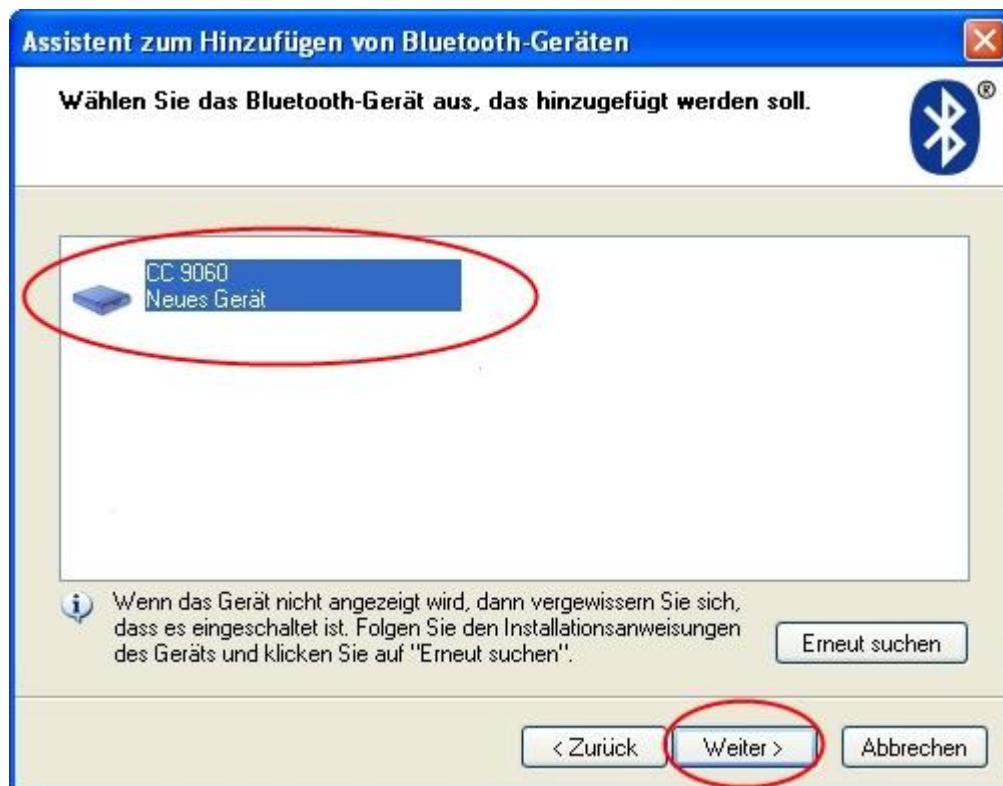 Assistent zum Hinzufügen von Bluetooth-Geräten
Wählen Sie das Bluetooth-Gerät aus, das hinzugefügt werden soll.
®
CC 9060
Neues Gerät
Wenn das Gerät nicht angezeigt wird, dann vergewissern Sie sich,
dass es eingeschaltet ist. Folgen Sie den Installationsanweisungen
des Geräts und klicken Sie auf "Erneut suchen".
Erneut suchen
< Zurück
Weiter >
Abbrechen